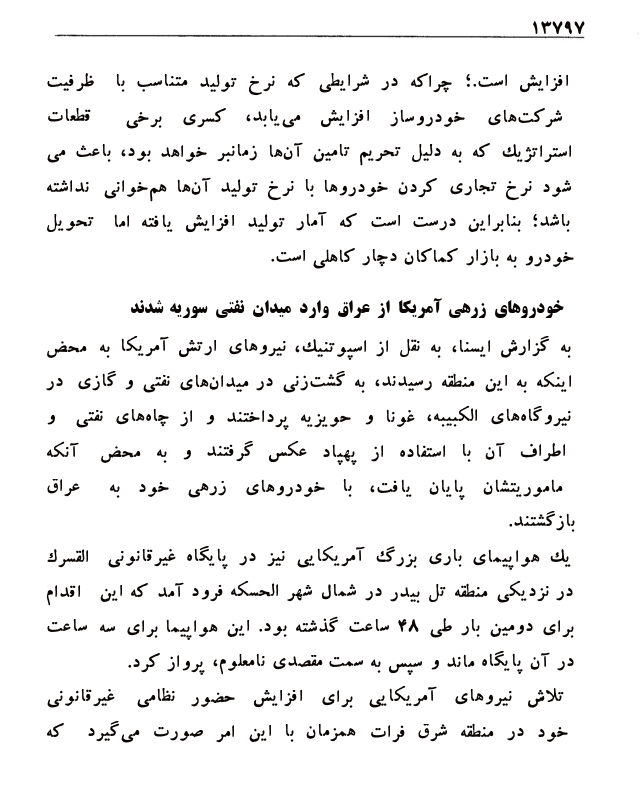 ۱۳۷۹۷
افزایش است.؛ چراکه در شرایطی که نرخ تولید متناسب با ظرفیت
شرکت‌های خودروساز افزایش می‌یابد، کسری برخی قطعات
استراتژیك که به دلیل تحریم تامین آن‌ها زمانبر خواهد بود، باعث می
شود نرخ تجاری کردن خودروها با نرخ تولید آن‌ها هم‌خوانی نداشته
باشد؛ بنابراین درست است که آمار تولید افزایش یافته اما تحویل
خودرو به بازار کماکان دچار کاهلی است.
خودروهای زرهی آمریکا از عراق وارد میدان نفتی سوریه شدند
به گزارش ایسنا، به نقل از اسپوتنیك، نیروهای ارتش آمریکا به محض
اینکه به این منطقه رسیدند، به گشت‌زنی در میدان‌های نفتی و گازی در
نیروگاه‌های الکبیبه، غونا و حویزیه پرداختند و از چاه‌های نفتی و
اطراف آن با استفاده از پهپاد عکس گرفتند و به محض آنکه
ماموریتشان پایان یافت، با خودروهای زرهی خود به عراق
بازگشتند.
یك هواپیمای باری بزرگ آمریکایی نیز در پایگاه غیرقانونی القسرك
در نزدیکی منطقه تل بیدر در شمال شهر الحسکه فرود آمد که این اقدام
برای دومین بار طی ۴۸ ساعت گذشته بود. این هواپیما برای سه ساعت
در آن پایگاه ماند و سپس به سمت مقصدی نامعلوم، پرواز کرد.
تلاش نیروهای آمریکایی برای افزایش حضور نظامی غیرقانونی
خود در منطقه شرق فرات همزمان با این امر صورت می‌گیرد که